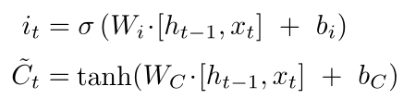 i_t = σ (W_i·[h_{t−1}, x_t] + b_i)
C̃_t = tanh(W_C·[h_{t−1}, x_t] + b_C)